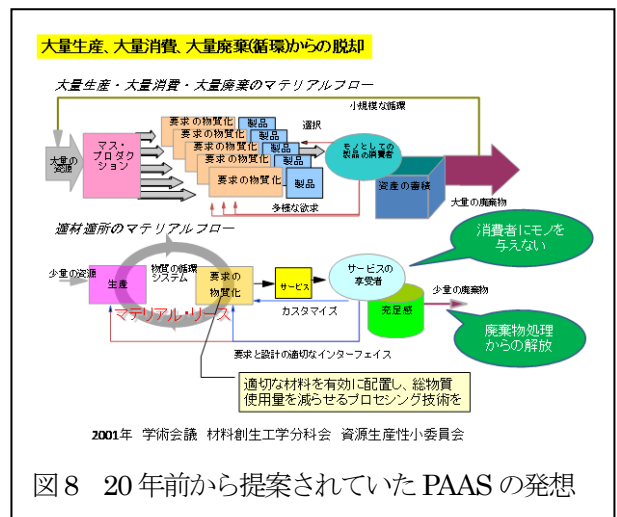 大量生産、大量消費、大量廃棄(循環)からの脱却
大量生産・大量消費・大量廃棄のマテリアルフロー
小規模な循環
選択
要求の物質化
製品
要求の物質化
製品
要求の物質化
製品
要求の物質化
製品
要求の物質化
製品
大量の
資源
マス・
プロダク
ション
モノとしての
製品の消費者
資産の蓄積
多様な欲求
大量の廃棄物
適材適所のマテリアルフロー
消費者にモノを
与えない
少量の資源
物質の循環
システム
生産
要求の
物質化
サービス
サービスの
享受者
少量の廃棄物
マテリアル・リース
カスタマイズ
充足感
廃棄物処理
からの解放
要求と設計の適切なインターフェイス
適切な材料を有効に配置し、総物質
使用量を減らせるプロセシング技術を
2001年 学術会議 材料創生工学分科会 資源生産性小委員会
図8 20年前から提案されていたPAASの発想